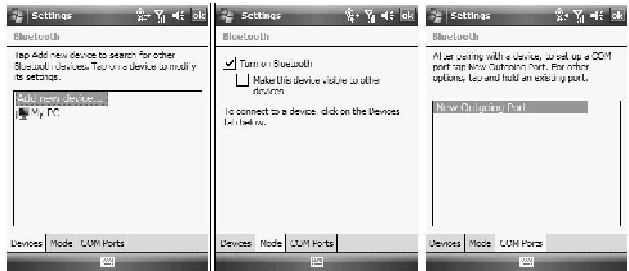 Settings ok
Bluetooth
Tap Add new device to search for other
Bluetooth devices. Tap on a device to modify
its settings.
Add new device...
My PC
Devices Mode COM Ports
Settings ok
Bluetooth
Turn on Bluetooth
Make this device visible to other
devices
To connect to a device, click on the Devices
tab below.
Devices Mode COM Ports
Settings ok
Bluetooth
After pairing with a device, to set up a COM
port tap New Outgoing Port. For other
options, tap and hold an existing port.
New Outgoing Port
Devices Mode COM Ports